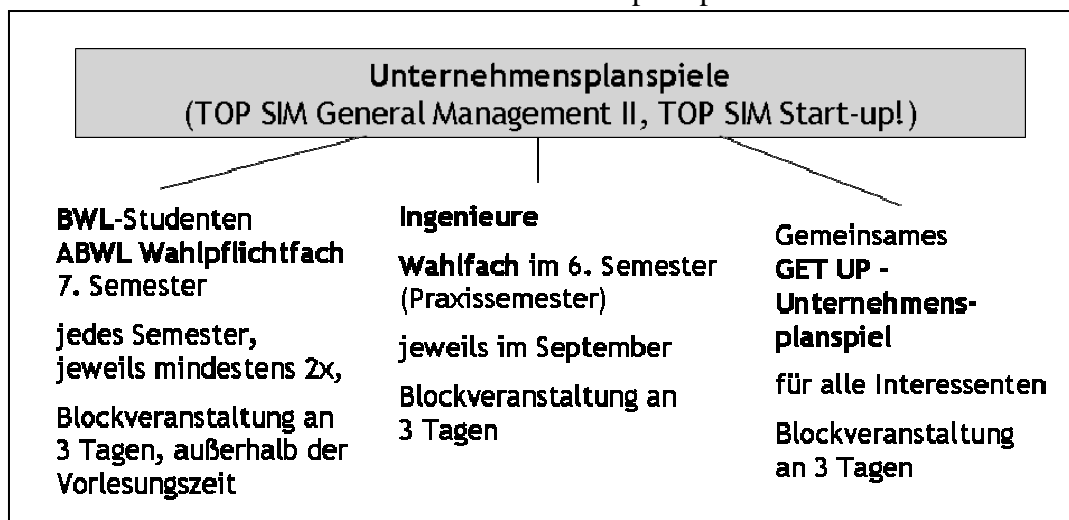 Unternehmensplanspiele
(TOP SIM General Management II, TOP SIM Start-up!)
BWL-Studenten
ABWL Wahlpflichtfach
7. Semester
jedes Semester,
jeweils mindestens 2x,
Blockveranstaltung an
3 Tagen, außerhalb der
Vorlesungszeit
Ingenieure
Wahlfach im 6. Semester
(Praxissemester)
jeweils im September
Blockveranstaltung an
3 Tagen
Gemeinsames
GET UP -
Unternehmens-
planspiel
für alle Interessenten
Blockveranstaltung
an 3 Tagen